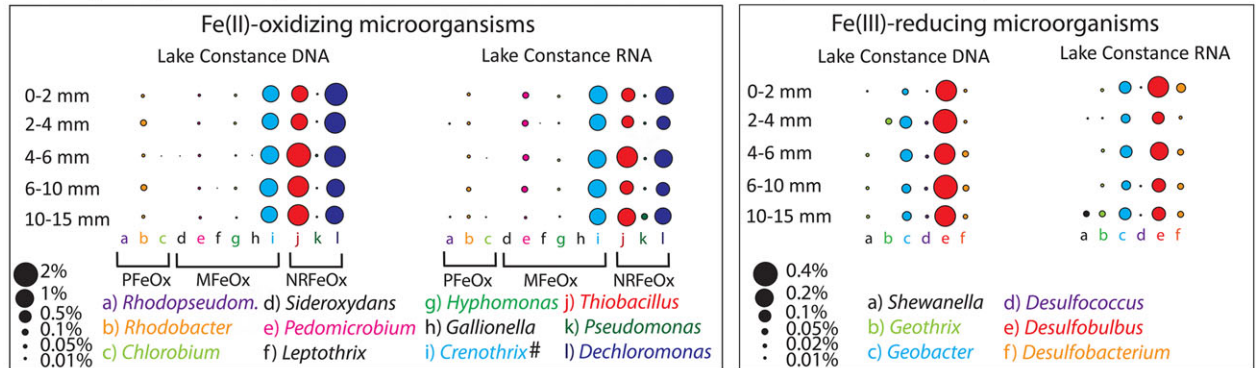 Fe(II)-oxidizing microorgansisms
Lake Constance DNA
Lake Constance RNA
0-2 mm
2-4 mm
4-6 mm
6-10 mm
10-15 mm
a b c d e f g h i j k l
a b c d e f g h i j k l
PFeOx MFeOx NRFeOx
PFeOx MFeOx NRFeOx
2%
1%
0.5%
0.1%
0.05%
0.01%
a) Rhodopseudom.
b) Rhodobacter
c) Chlorobium
d) Sideroxydans
e) Pedomicrobium
f) Leptothrix
g) Hyphomonas
h) Gallionella
i) Crenothrix#
j) Thiobacillus
k) Pseudomonas
l) Dechloromonas
Fe(III)-reducing microorganisms
Lake Constance DNA
Lake Constance RNA
0-2 mm
2-4 mm
4-6 mm
6-10 mm
10-15 mm
a b c d e f
a b c d e f
0.4%
0.2%
0.1%
0.05%
0.02%
0.01%
a) Shewanella
b) Geothrix
c) Geobacter
d) Desulfococcus
e) Desulfobulbus
f) Desulfobacterium